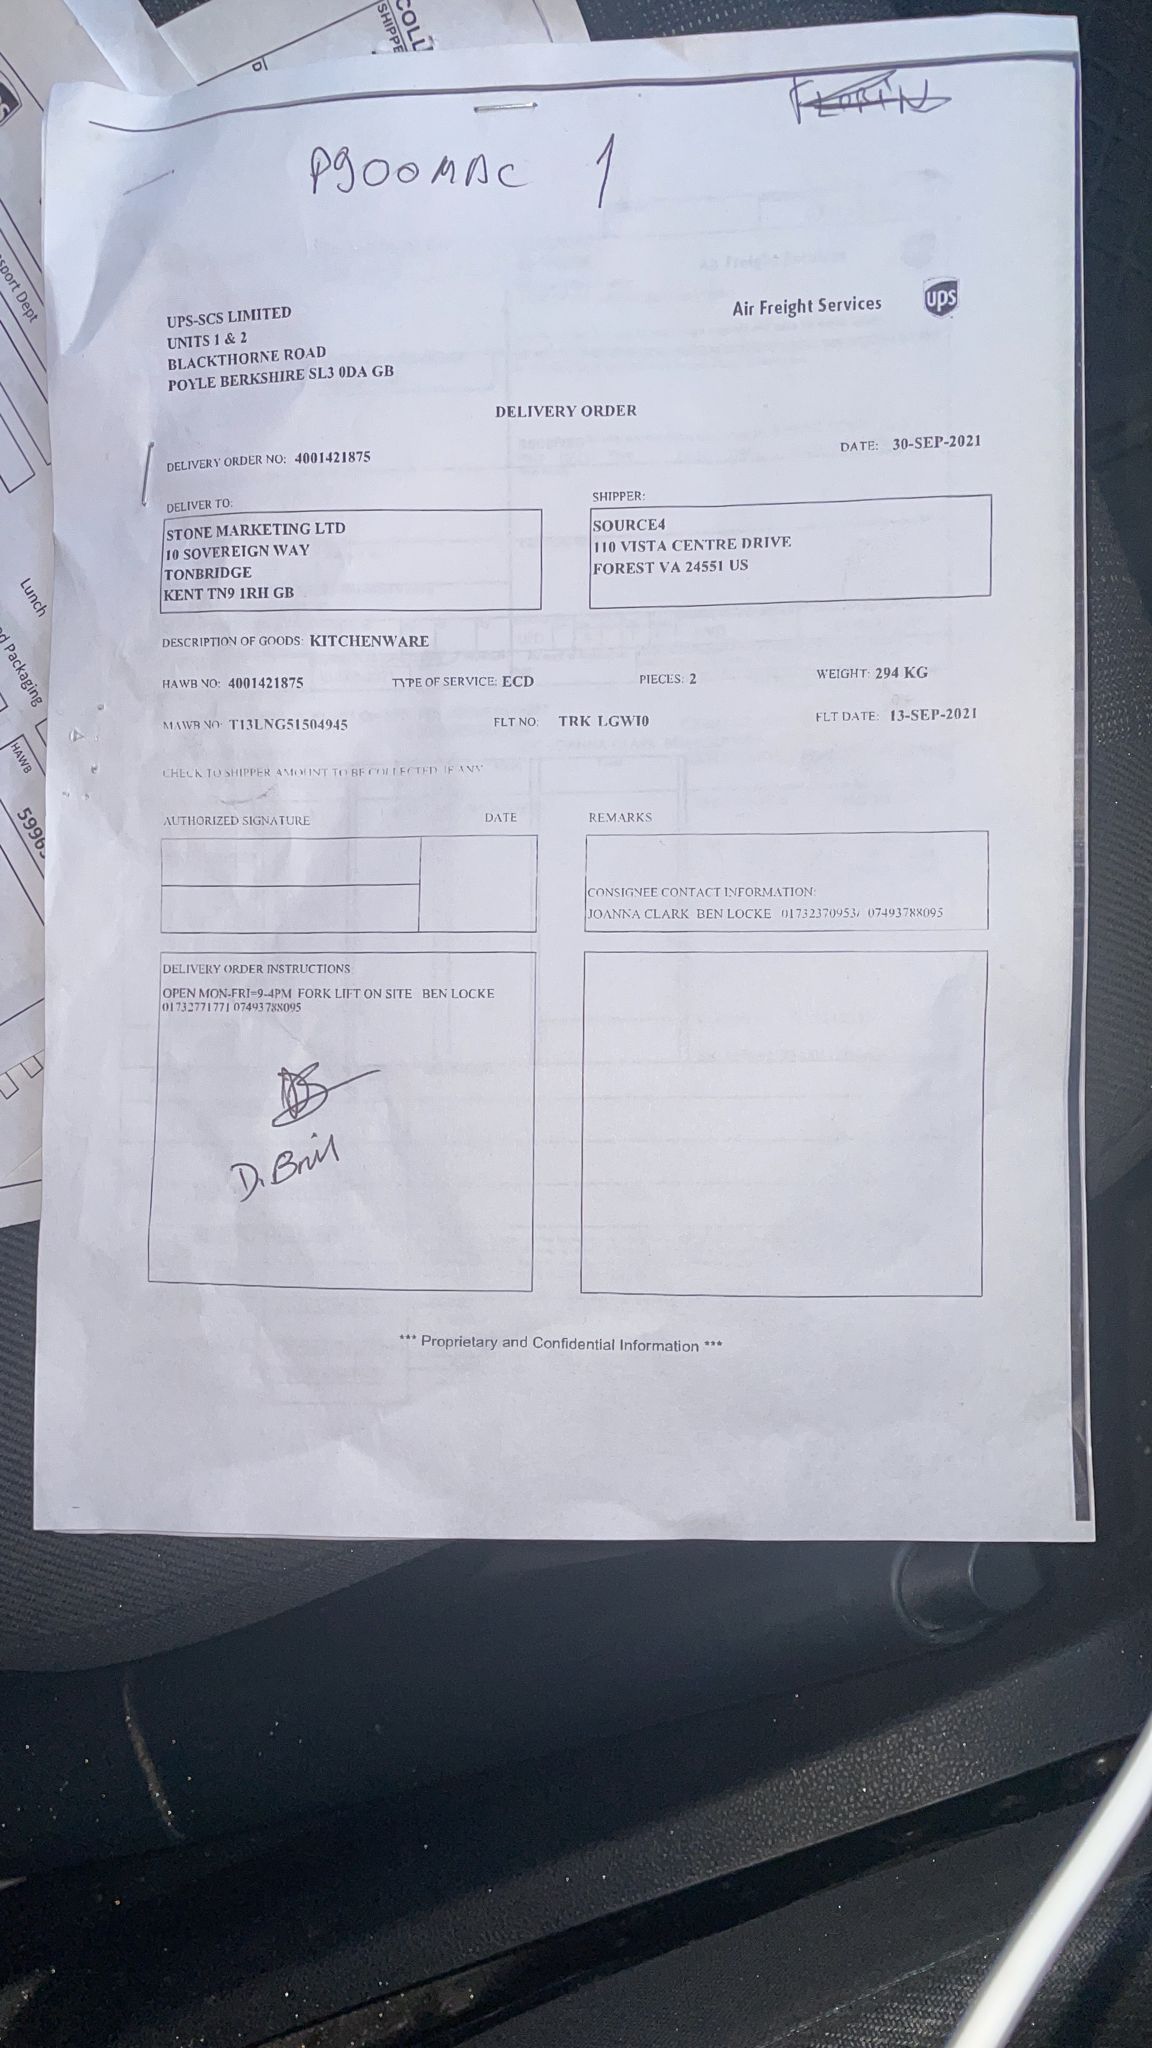 COLL
SHIPPE
D
FLORIN
P900MAC 1
UPS-SCS LIMITED
UNITS 1 & 2
BLACKTHORNE ROAD
POYLE BERKSHIRE SL3 0DA GB
Air Freight Services
ups
DELIVERY ORDER
DELIVERY ORDER NO: 4001421875
DATE: 30-SEP-2021
DELIVER TO:
STONE MARKETING LTD
10 SOVEREIGN WAY
TONBRIDGE
KENT TN9 1RH GB
SHIPPER:
SOURCE4
110 VISTA CENTRE DRIVE
FOREST VA 24551 US
DESCRIPTION OF GOODS: KITCHENWARE
HAWB NO: 4001421875 TYPE OF SERVICE: ECD PIECES: 2 WEIGHT: 294 KG
MAWB NO: T13LNG51504945 FLT NO: TRK LGWI0 FLT DATE: 13-SEP-2021
CHECK TO SHIPPER AMOUNT TO BE COLLECTED IF ANY
AUTHORIZED SIGNATURE DATE
REMARKS
CONSIGNEE CONTACT INFORMATION:
JOANNA CLARK BEN LOCKE 01732370953/ 07493788095
DELIVERY ORDER INSTRUCTIONS
OPEN MON-FRI=9-4PM FORK LIFT ON SITE BEN LOCKE
01732771771 07493788095
*** Proprietary and Confidential Information ***
sport Dept
Lunch
d Packaging
HAWB
5996